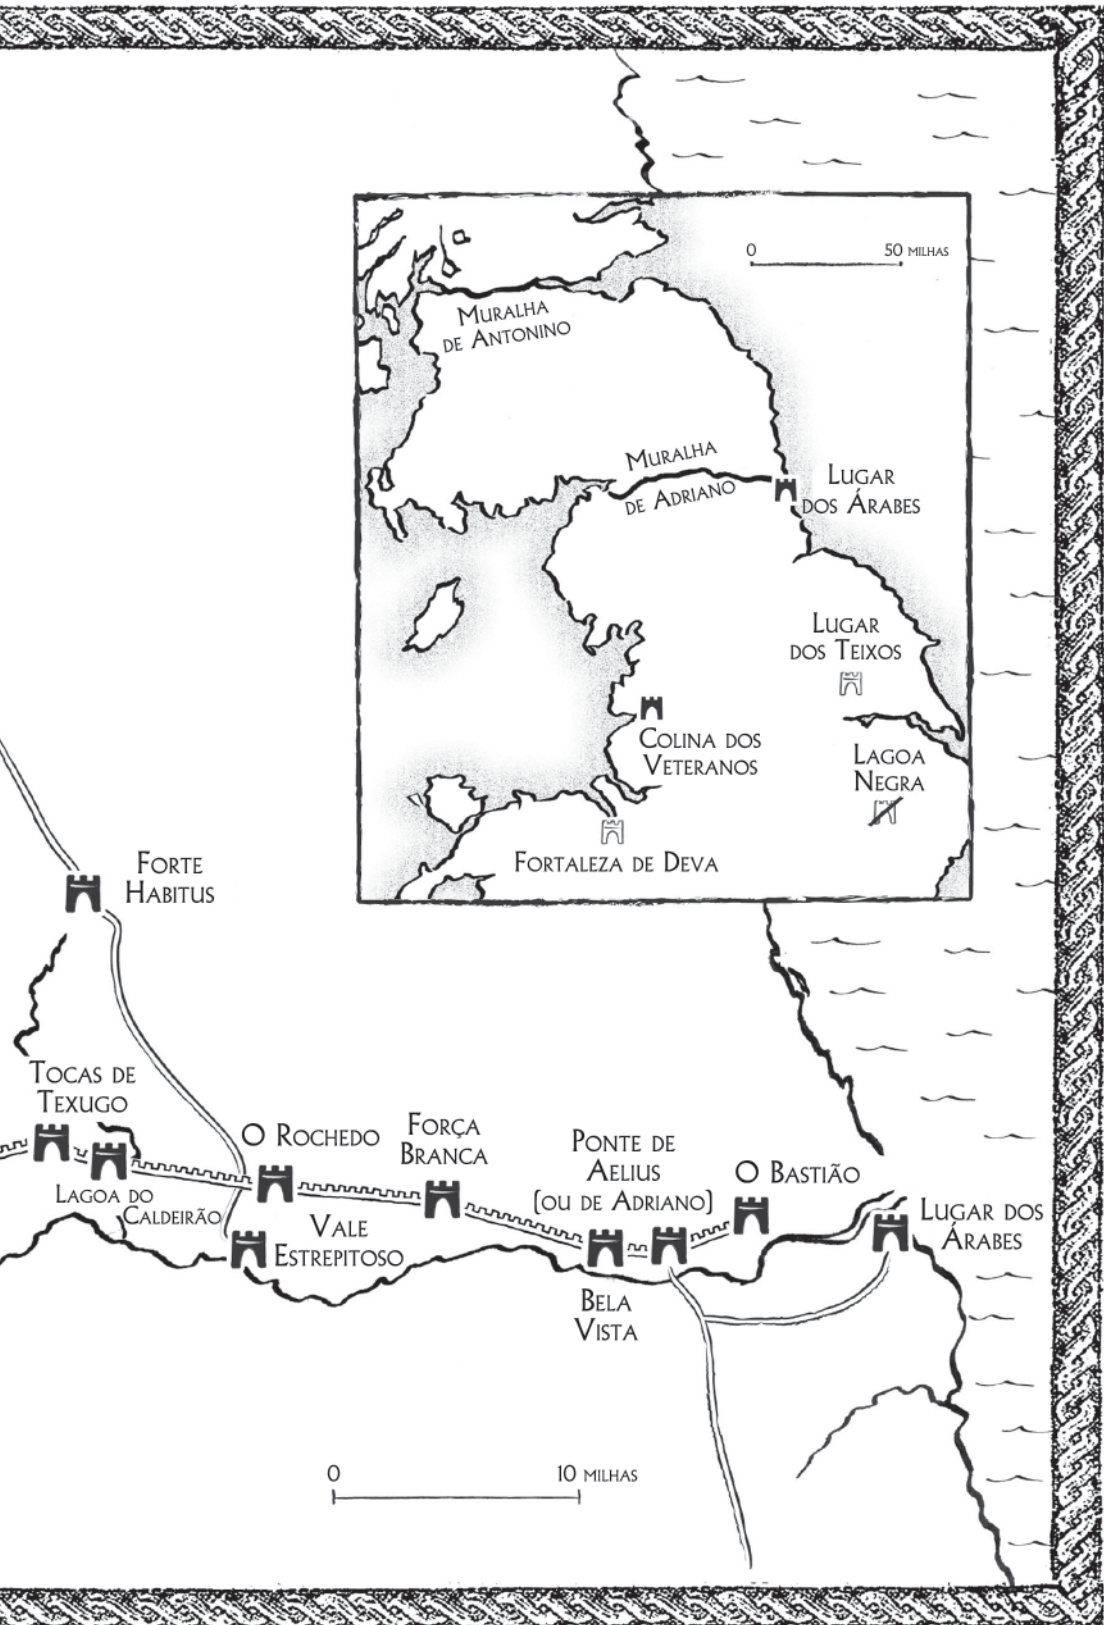 0 50 MILHAS
MURALHA
DE ANTONINO
MURALHA
DE ADRIANO
LUGAR
DOS ÁRABES
LUGAR
DOS TEIXOS
COLINA DOS
VETERANOS
LAGOA
NEGRA
FORTALEZA DE DEVA
FORTE
HABITUS
TOCAS DE
TEXUGO
LAGOA DO
CALDEIRÃO
ROCHEDO
VALE
ESTREPITOSO
FORÇA
BRANCA
PONTE DE
AELIUS
(OU DE ADRIANO)
BELA
VISTA
BASTIÃO
LUGAR DOS
ÁRABES
0 10 MILHAS